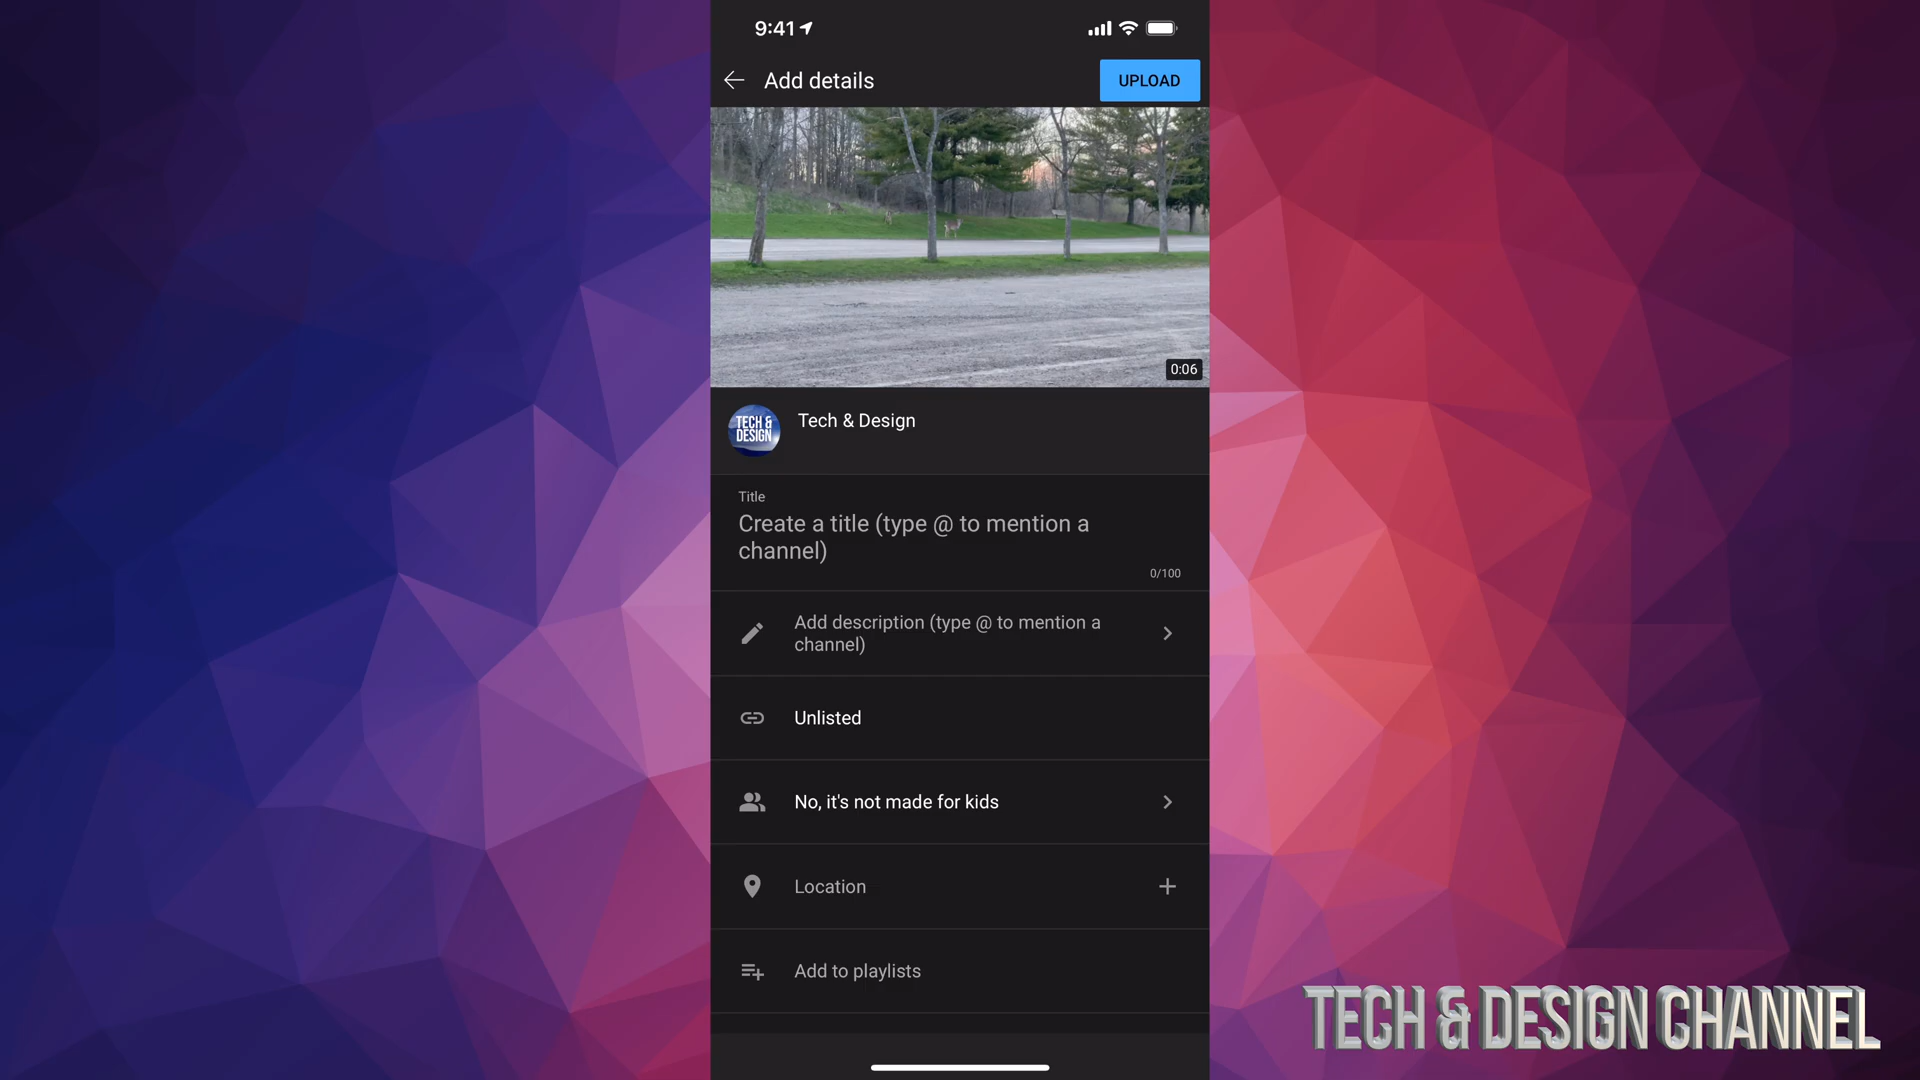 9:41
Add details
UPLOAD
0:06
TECH &
DESIGN
Tech & Design
Title
Create a title (type @ to mention a
channel)
0/100
Add description (type @ to mention a
channel)
Unlisted
No, it's not made for kids
Location
Add to playlists
TECH & DESIGN CHANNEL